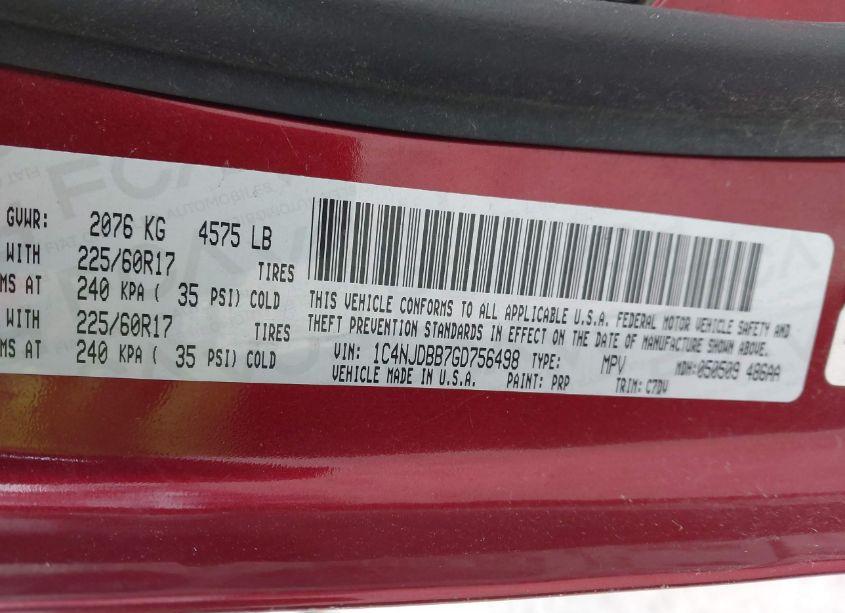 GVWR: 2076 KG 4575 LB
WITH 225/60R17 TIRES
MS AT 240 KPA ( 35 PSI) COLD
WITH 225/60R17 TIRES
MS AT 240 KPA ( 35 PSI) COLD
THIS VEHICLE CONFORMS TO ALL APPLICABLE U.S.A. FEDERAL MOTOR VEHICLE SAFETY AND
THEFT PREVENTION STANDARDS IN EFFECT ON THE DATE OF MANUFACTURE SHOWN ABOVE.
VIN: 1C4NJDBB7GD756498 TYPE: MPV MDH:050509 486AA
VEHICLE MADE IN U.S.A. PAINT: PRP TRIM: C7DV